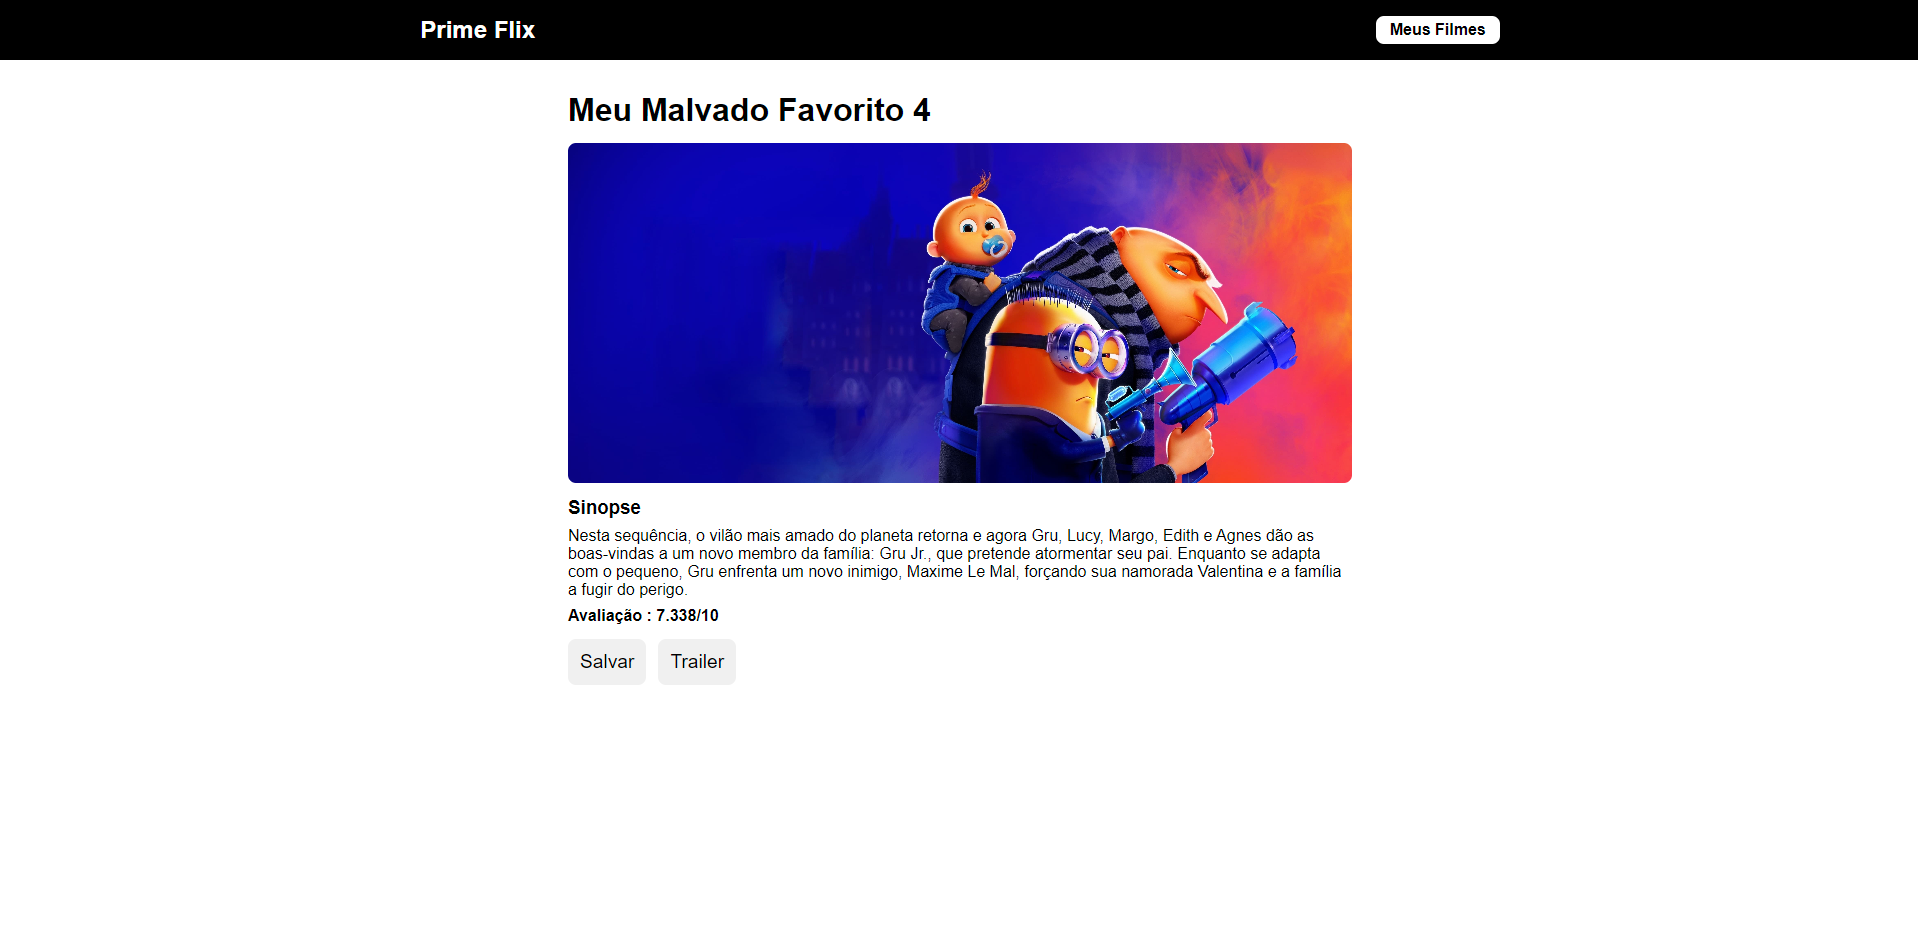 Prime Flix
Meus Filmes
Meu Malvado Favorito 4
Sinopse
Nesta sequência, o vilão mais amado do planeta retorna e agora Gru, Lucy, Margo, Edith e Agnes dão as
boas-vindas a um novo membro da família: Gru Jr., que pretende atormentar seu pai. Enquanto se adapta
com o pequeno, Gru enfrenta um novo inimigo, Maxime Le Mal, forçando sua namorada Valentina e a família
a fugir do perigo.
Avaliação : 7.338/10
Salvar
Trailer